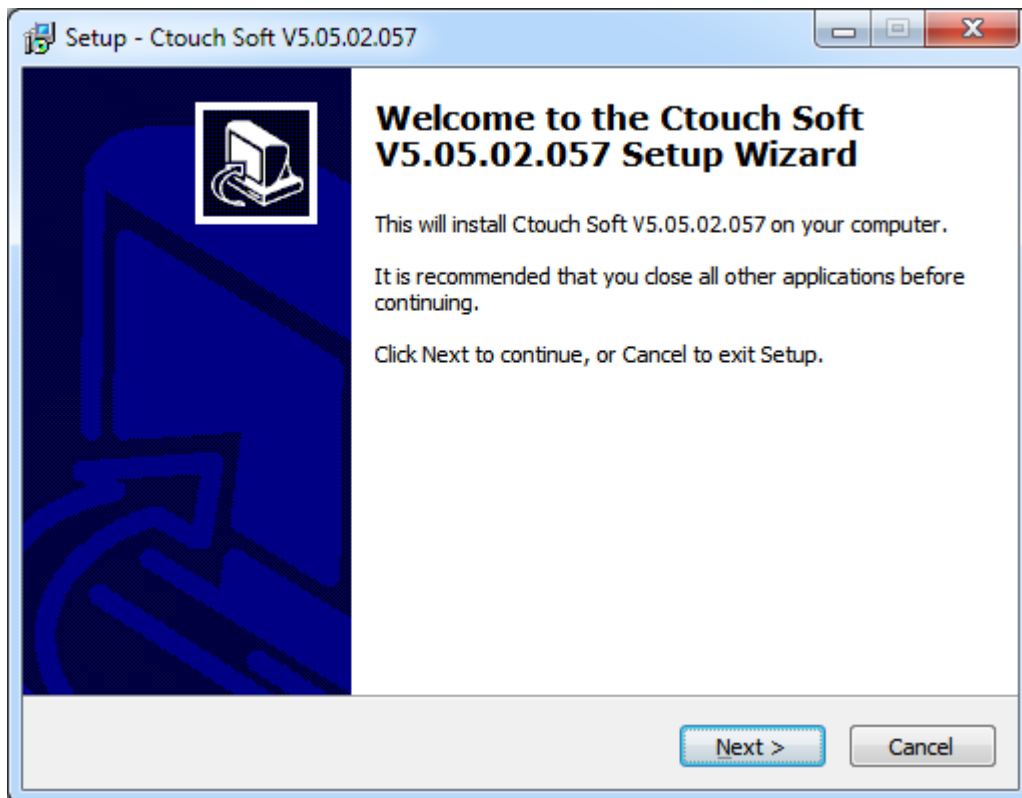 Setup - Ctouch Soft V5.05.02.057
Welcome to the Ctouch Soft
V5.05.02.057 Setup Wizard
This will install Ctouch Soft V5.05.02.057 on your computer.
It is recommended that you close all other applications before
continuing.
Click Next to continue, or Cancel to exit Setup.
Next >
Cancel